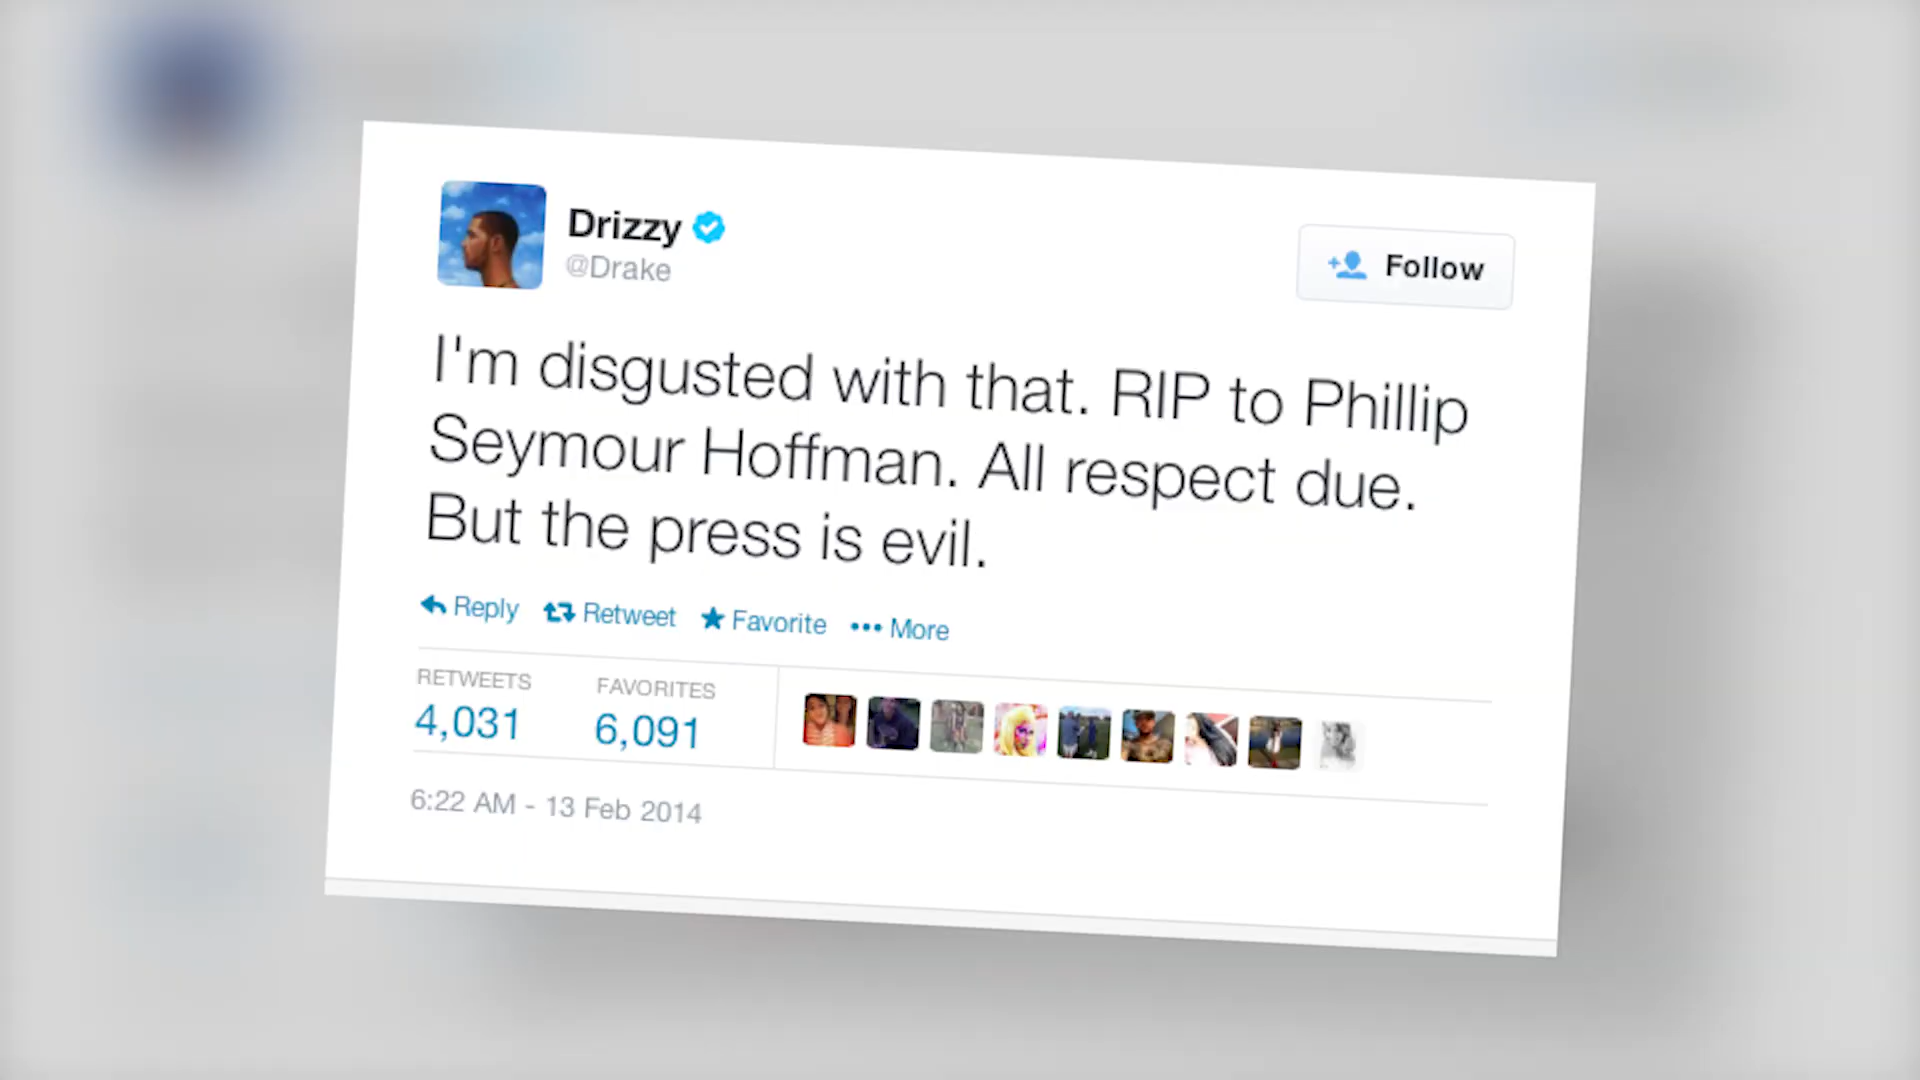 Drizzy
@Drake
Follow
I'm disgusted with that. RIP to Phillip
Seymour Hoffman. All respect due.
But the press is evil.
Reply Retweet Favorite More
RETWEETS FAVORITES
4,031 6,091
6:22 AM - 13 Feb 2014